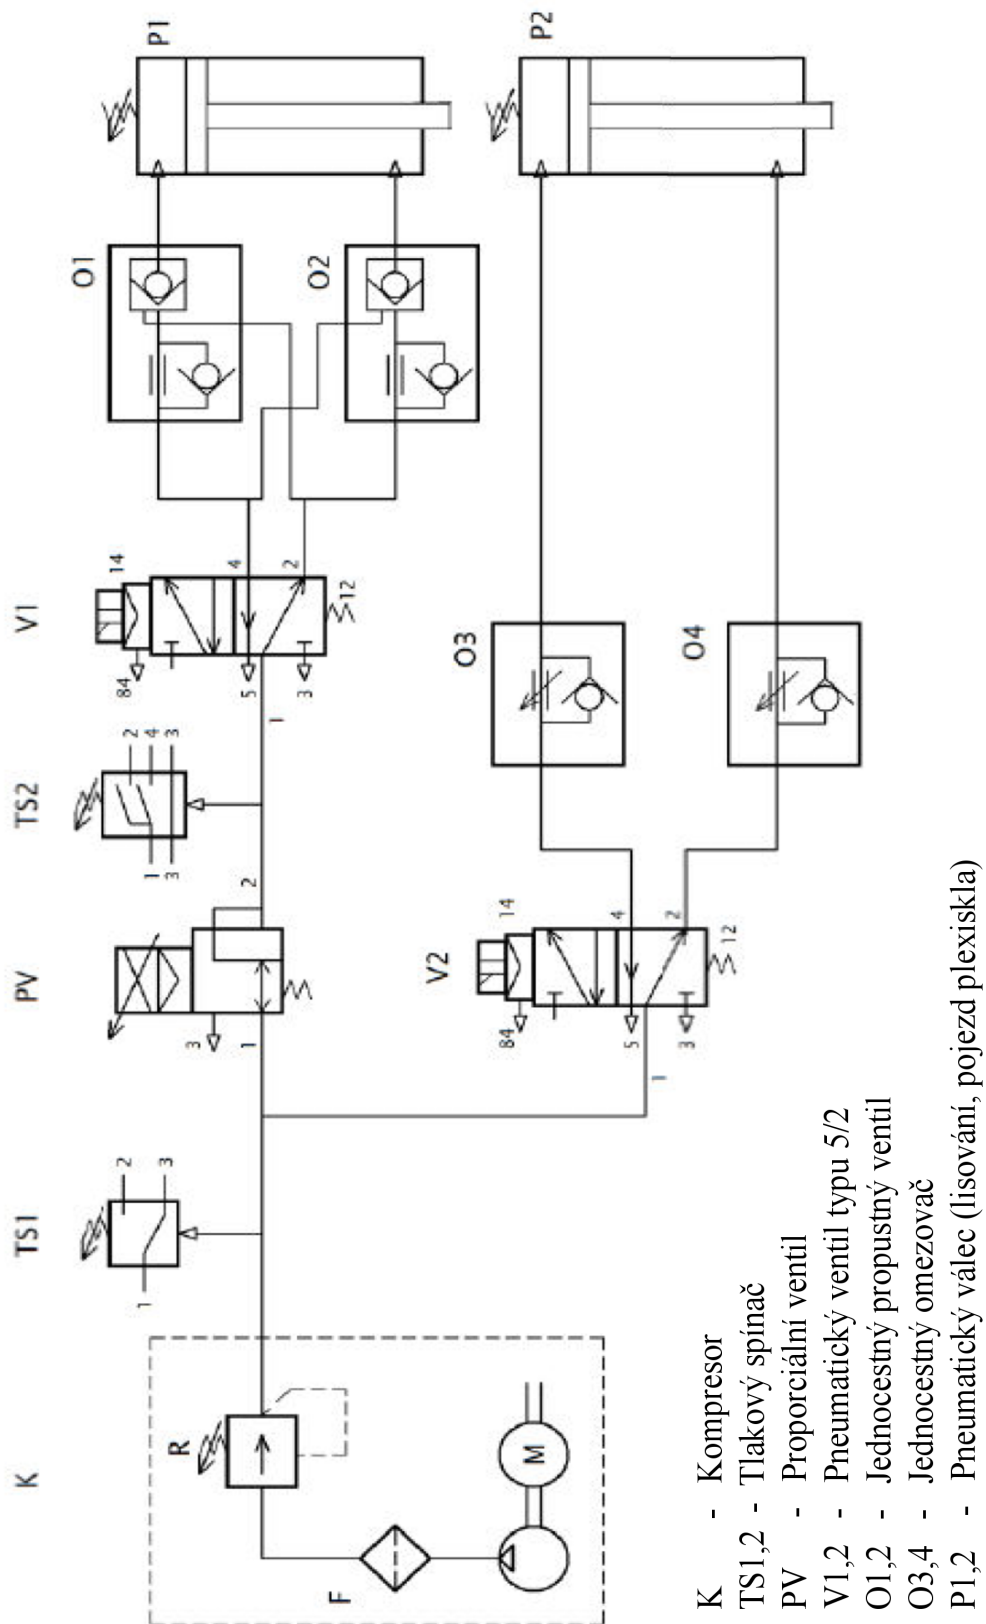 K
TS1
PV
TS2
V1
R
F
M
1
2
3
3
1
2
1
3
2
4
3
84
14
5
3
4
2
12
1
O1
O2
P1
V2
84
14
5
3
4
2
12
1
O3
O4
P2
K - Kompresor
TS1,2 - Tlakový spínač
PV - Proporciální ventil
V1,2 - Pneumatický ventil typu 5/2
O1,2 - Jednocestný propustný ventil
O3,4 - Jednocestný omezovač
P1,2 - Pneumatický válec (lisování, pojezd plexiskla)